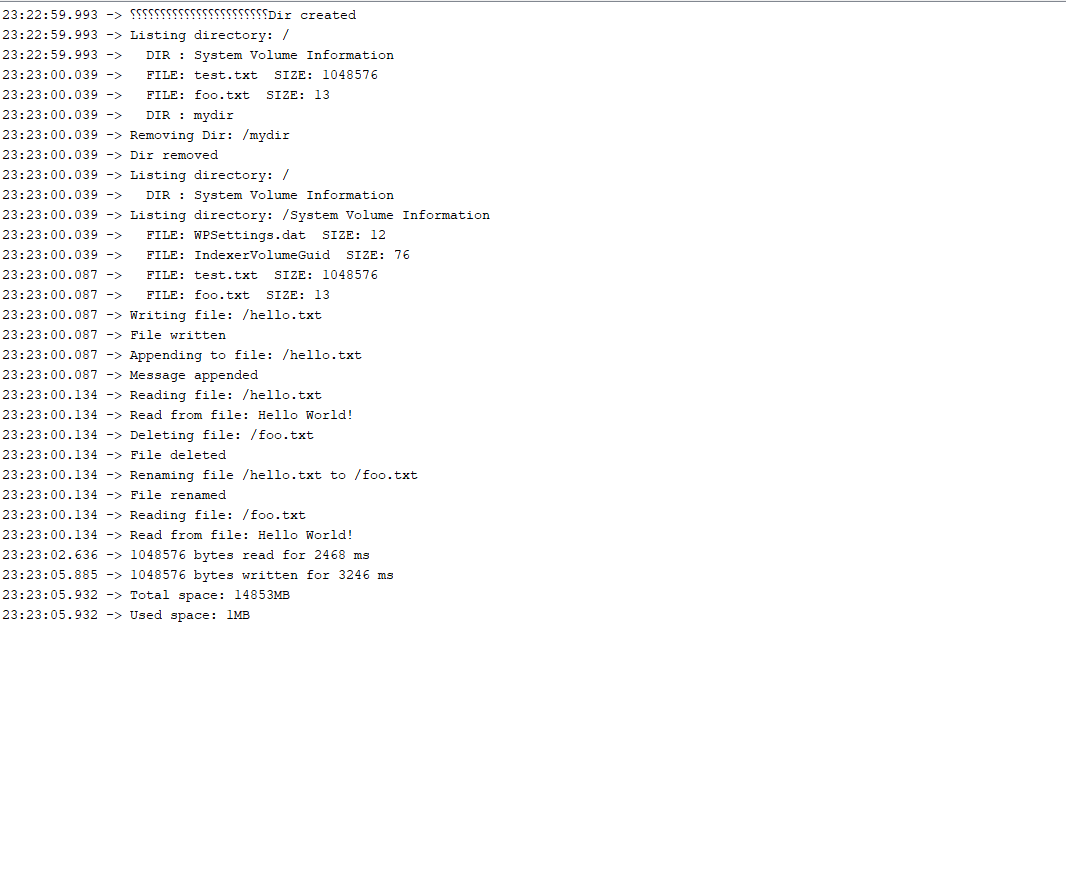 23:22:59.993 -> ⸮⸮⸮⸮⸮⸮⸮⸮⸮⸮⸮⸮⸮⸮⸮⸮⸮⸮⸮⸮⸮⸮⸮Dir created
23:22:59.993 -> Listing directory: /
23:22:59.993 ->   DIR : System Volume Information
23:23:00.039 ->   FILE: test.txt  SIZE: 1048576
23:23:00.039 ->   FILE: foo.txt  SIZE: 13
23:23:00.039 ->   DIR : mydir
23:23:00.039 -> Removing Dir: /mydir
23:23:00.039 -> Dir removed
23:23:00.039 -> Listing directory: /
23:23:00.039 ->   DIR : System Volume Information
23:23:00.039 -> Listing directory: /System Volume Information
23:23:00.039 ->   FILE: WPSettings.dat  SIZE: 12
23:23:00.039 ->   FILE: IndexerVolumeGuid  SIZE: 76
23:23:00.087 ->   FILE: test.txt  SIZE: 1048576
23:23:00.087 ->   FILE: foo.txt  SIZE: 13
23:23:00.087 -> Writing file: /hello.txt
23:23:00.087 -> File written
23:23:00.087 -> Appending to file: /hello.txt
23:23:00.087 -> Message appended
23:23:00.134 -> Reading file: /hello.txt
23:23:00.134 -> Read from file: Hello World!
23:23:00.134 -> Deleting file: /foo.txt
23:23:00.134 -> File deleted
23:23:00.134 -> Renaming file /hello.txt to /foo.txt
23:23:00.134 -> File renamed
23:23:00.134 -> Reading file: /foo.txt
23:23:00.134 -> Read from file: Hello World!
23:23:02.636 -> 1048576 bytes read for 2468 ms
23:23:05.885 -> 1048576 bytes written for 3246 ms
23:23:05.932 -> Total space: 14853MB
23:23:05.932 -> Used space: 1MB